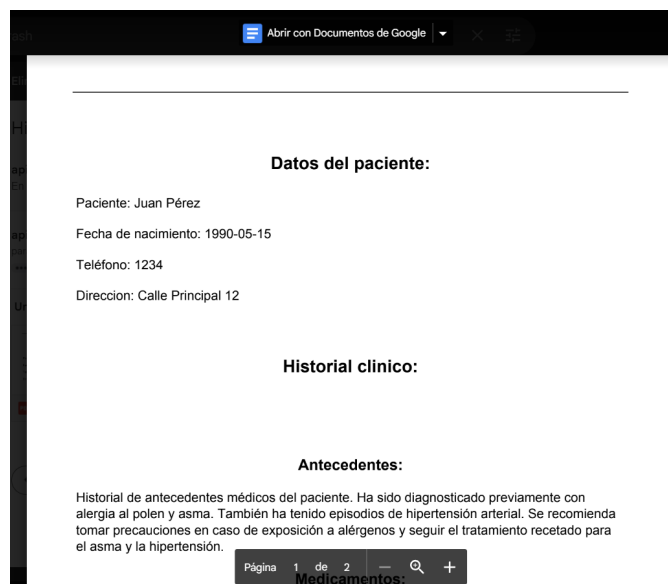 Abrir con Documentos de Google
Datos del paciente:
Paciente: Juan Pérez
Fecha de nacimiento: 1990-05-15
Teléfono: 1234
Direccion: Calle Principal 12
Historial clinico:
Antecedentes:
Historial de antecedentes médicos del paciente. Ha sido diagnosticado previamente con
alergia al polen y asma. También ha tenido episodios de hipertensión arterial. Se recomienda
tomar precauciones en caso de exposición a alérgenos y seguir el tratamiento recetado para
el asma y la hipertensión.
Página 1 de 2
Medicamentos: